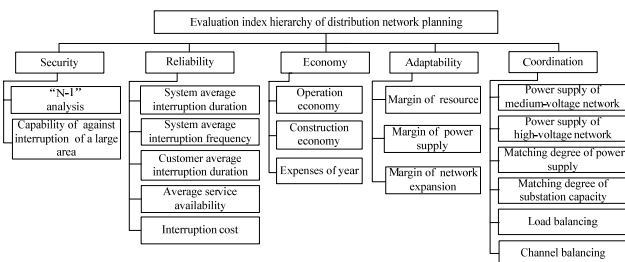 Evaluation index hierarchy of distribution network planning
Security
Reliability
Economy
Adaptability
Coordination
“N-1”
analysis
Capability of against
interruption of a large
area
System average
interruption duration
System average
interruption frequency
Customer average
interruption duration
Average service
availability
Interruption cost
Operation
economy
Construction
economy
Expenses of year
Margin of resource
Margin of power
supply
Margin of network
expansion
Power supply of
medium-voltage network
Power supply of
high-voltage network
Matching degree of power
supply
Matching degree of
substation capacity
Load balancing
Channel balancing